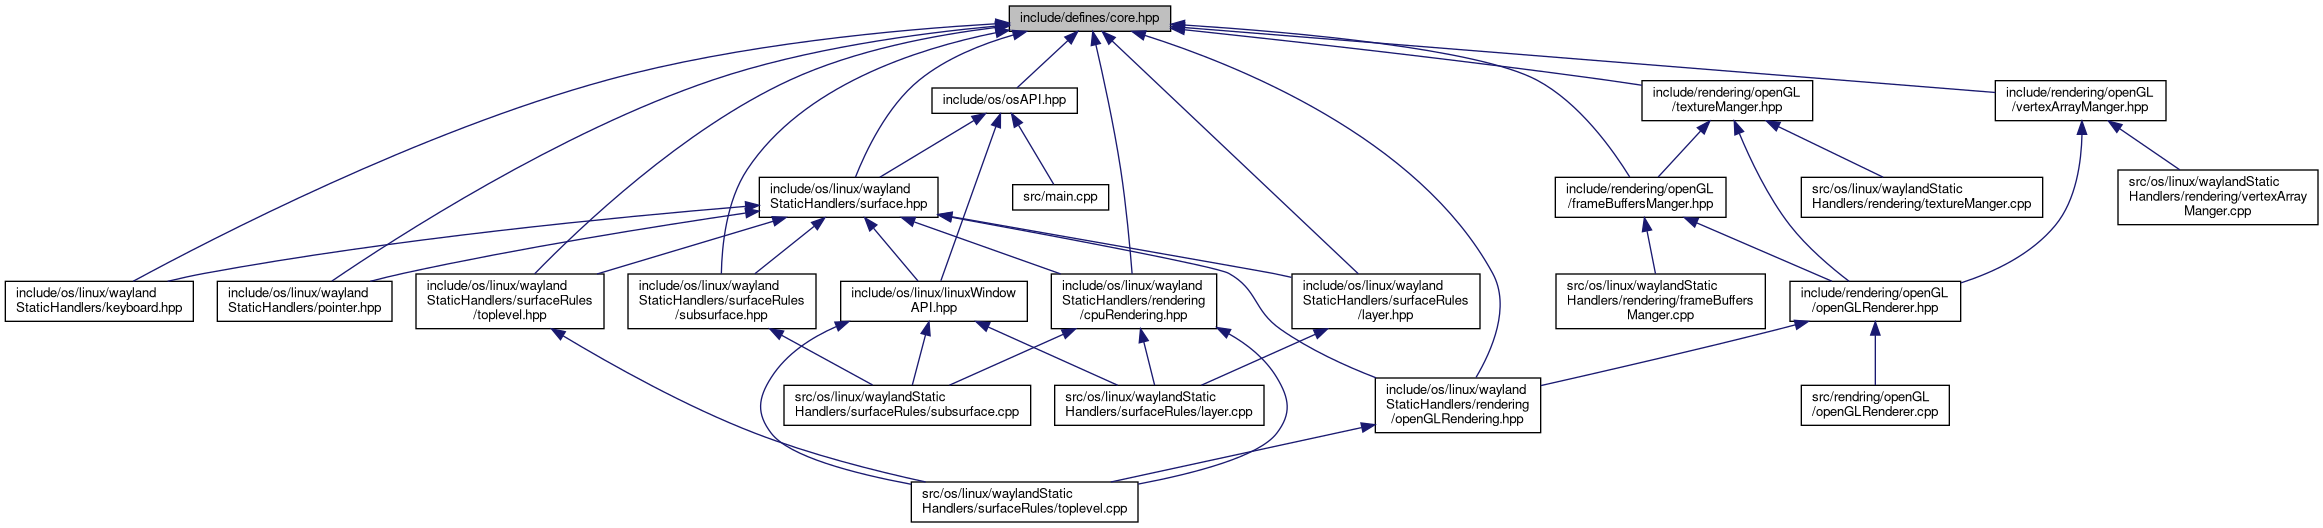 include/defines/core.hpp
include/os/osAPI.hpp
include/rendering/openGL
/textureManger.hpp
include/rendering/openGL
/vertexArrayManger.hpp
include/os/linux/wayland
StaticHandlers/surface.hpp
src/main.cpp
include/rendering/openGL
/frameBuffersManger.hpp
src/os/linux/waylandStatic
Handlers/rendering/textureManger.cpp
src/os/linux/waylandStatic
Handlers/rendering/vertexArray
Manger.cpp
include/os/linux/wayland
StaticHandlers/keyboard.hpp
include/os/linux/wayland
StaticHandlers/pointer.hpp
include/os/linux/wayland
StaticHandlers/surfaceRules
/toplevel.hpp
include/os/linux/wayland
StaticHandlers/surfaceRules
/subsurface.hpp
include/os/linux/linuxWindow
API.hpp
include/os/linux/wayland
StaticHandlers/rendering
/cpuRendering.hpp
include/os/linux/wayland
StaticHandlers/surfaceRules
/layer.hpp
src/os/linux/waylandStatic
Handlers/rendering/frameBuffers
Manger.cpp
include/rendering/openGL
/openGLRenderer.hpp
src/os/linux/waylandStatic
Handlers/surfaceRules/subsurface.cpp
src/os/linux/waylandStatic
Handlers/surfaceRules/layer.cpp
include/os/linux/wayland
StaticHandlers/rendering
/openGLRendering.hpp
src/rendring/openGL
/openGLRenderer.cpp
src/os/linux/waylandStatic
Handlers/surfaceRules/toplevel.cpp